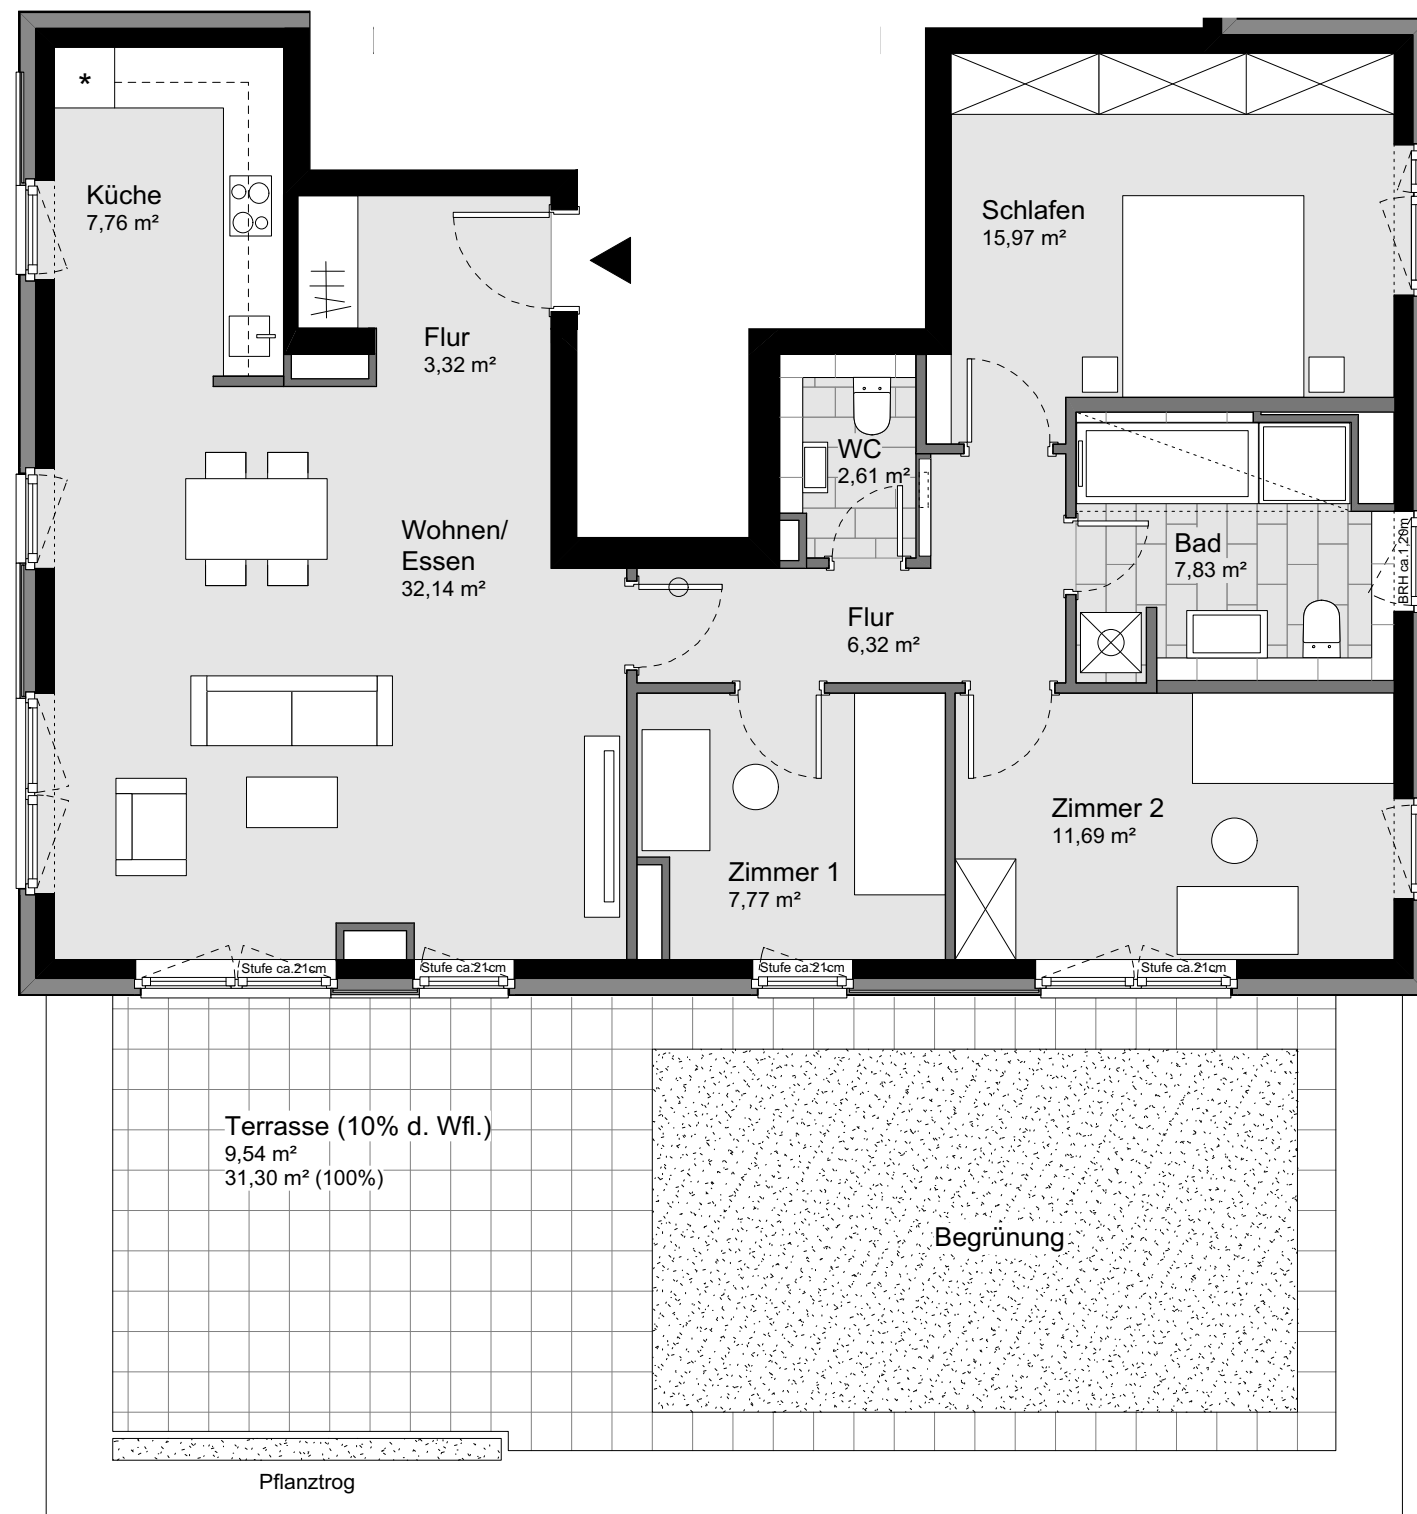 *
Küche
7,76 m²
Schlafen
15,97 m²
Flur
3,32 m²
WC
2,61 m²
Wohnen/
Essen
32,14 m²
Bad
7,83 m²
BRH ca.1,20m
Flur
6,32 m²
Zimmer 2
11,69 m²
Zimmer 1
7,77 m²
Stufe ca.21cm
Stufe ca.21cm
Stufe ca.21cm
Stufe ca.21cm
Terrasse (10% d. Wfl.)
9,54 m²
31,30 m² (100%)
Begrünung
Pflanztrog